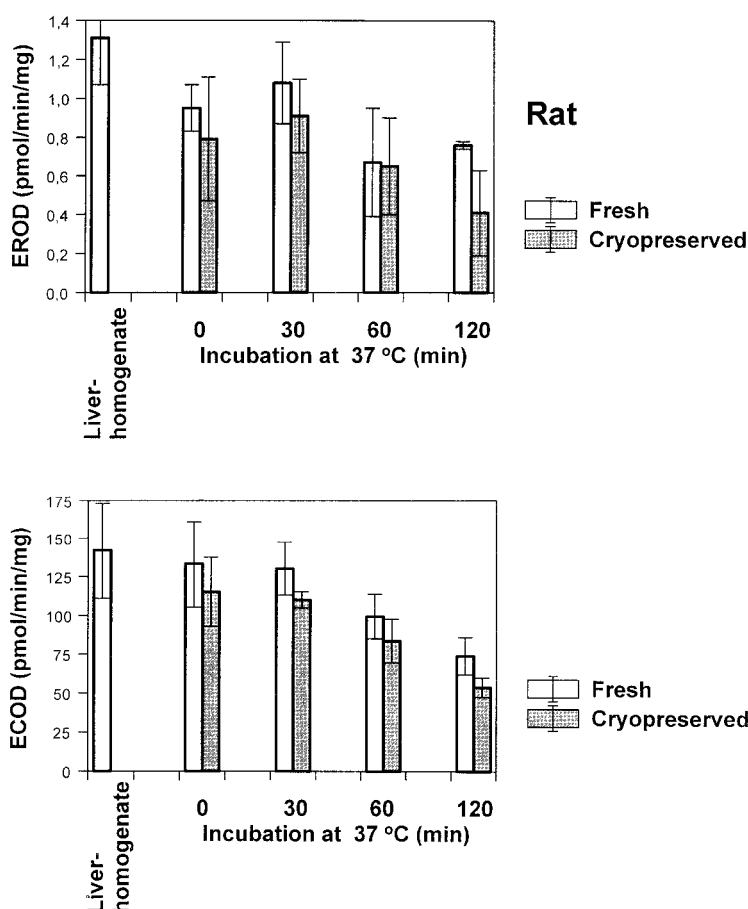 EROD (pmol/min/mg)
1,4
1,2
1,0
0,8
0,6
0,4
0,2
0,0
Liver-
homogenate
0 30 60 120
Incubation at 37 °C (min)
Rat
Fresh
Cryopreserved
ECOD (pmol/min/mg)
175
150
125
100
75
50
25
0
Liver-
homogenate
0 30 60 120
Incubation at 37 °C (min)
Fresh
Cryopreserved